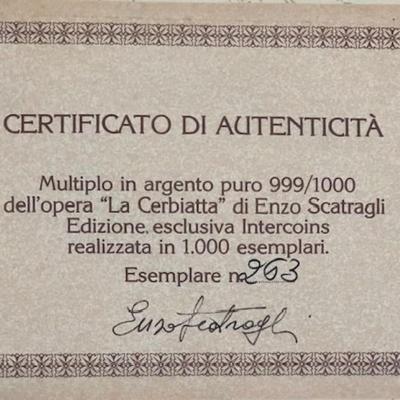 CERTIFICATO DI AUTENTICITÀ
Multiplo in argento puro 999/1000
dell'opera "La Cerbiatta" di Enzo Scatragli
Edizione esclusiva Intercoins
realizzata in 1.000 esemplari.
Esemplare n. 263
Enzo Scatragli